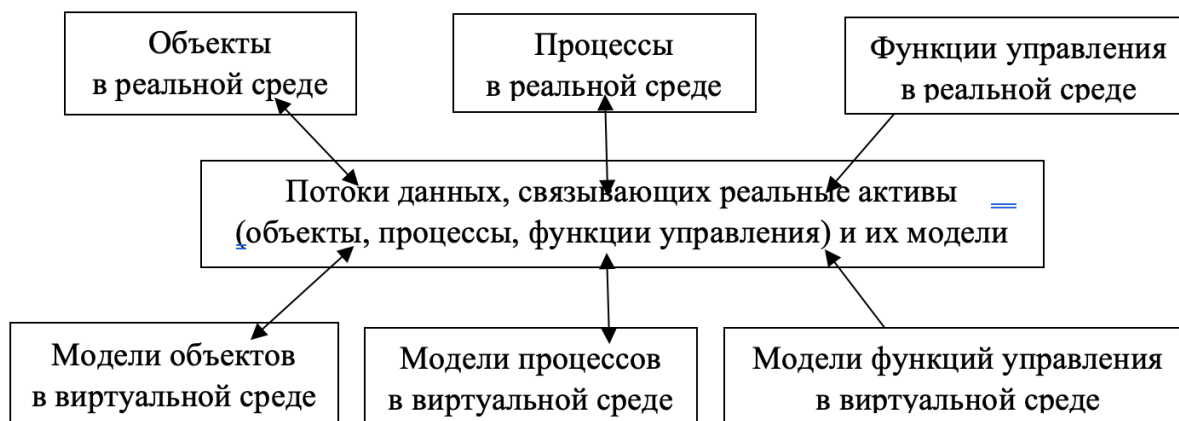 Объекты
в реальной среде
Процессы
в реальной среде
Функции управления
в реальной среде
Потоки данных, связывающих реальные активы
(объекты, процессы, функции управления) и их модели
Модели объектов
в виртуальной среде
Модели процессов
в виртуальной среде
Модели функций управления
в виртуальной среде